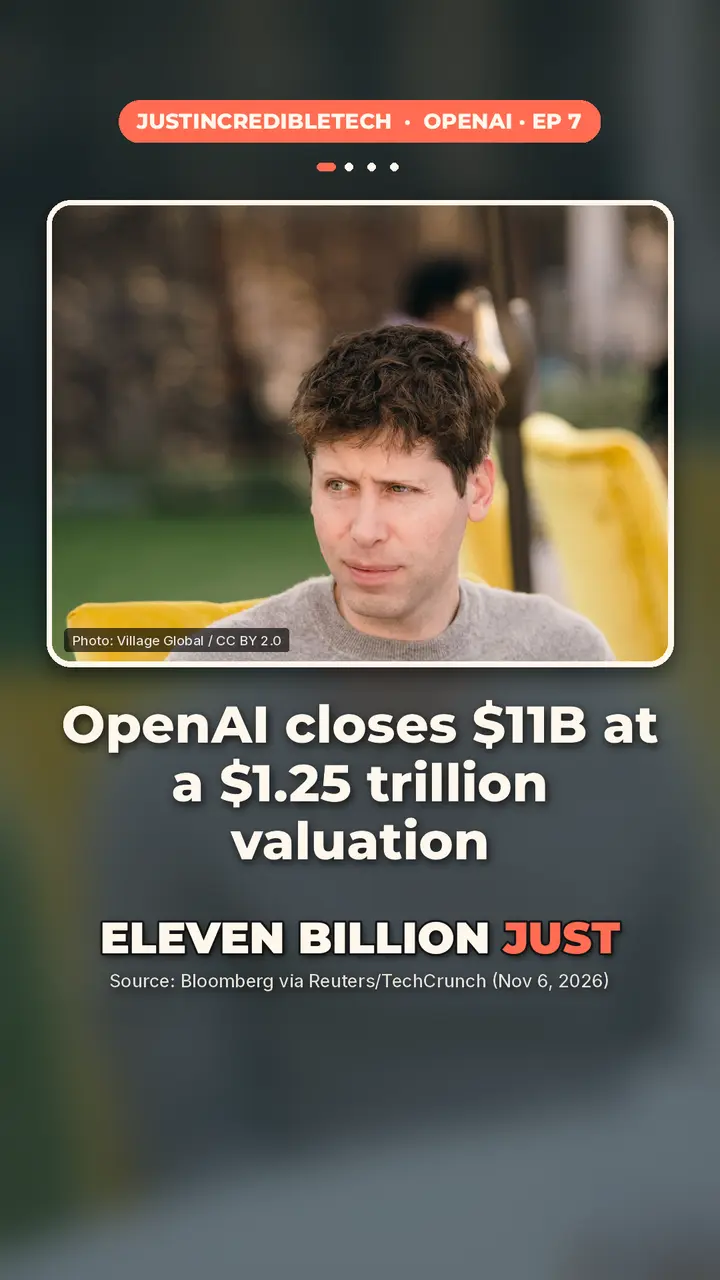 JUSTINCREDIBLETECH · OPENAI · EP 7
Photo: Village Global / CC BY 2.0
OpenAI closes $11B at
a $1.25 trillion
valuation
ELEVEN BILLION JUST
Source: Bloomberg via Reuters/TechCrunch (Nov 6, 2026)